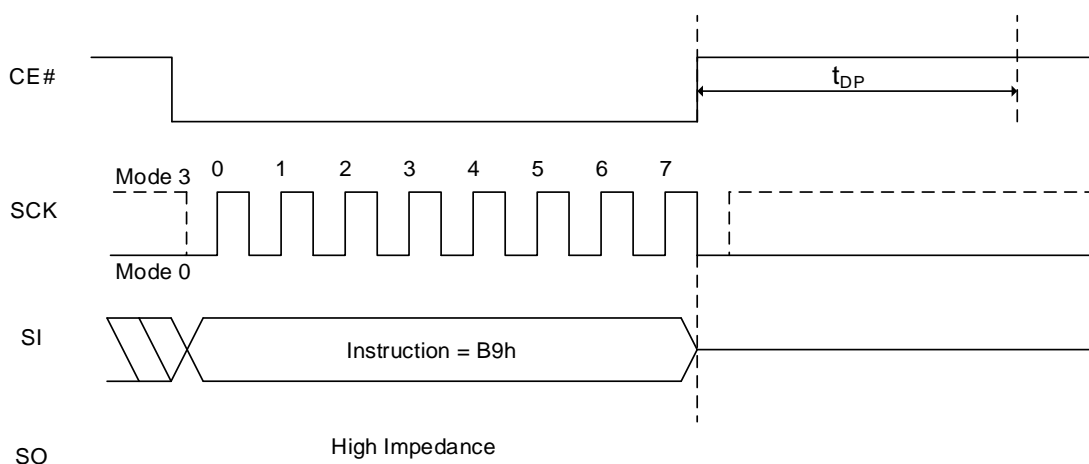 CE#
tDP
Mode 3
0 1 2 3 4 5 6 7
SCK
Mode 0
SI
Instruction = B9h
SO
High Impedance